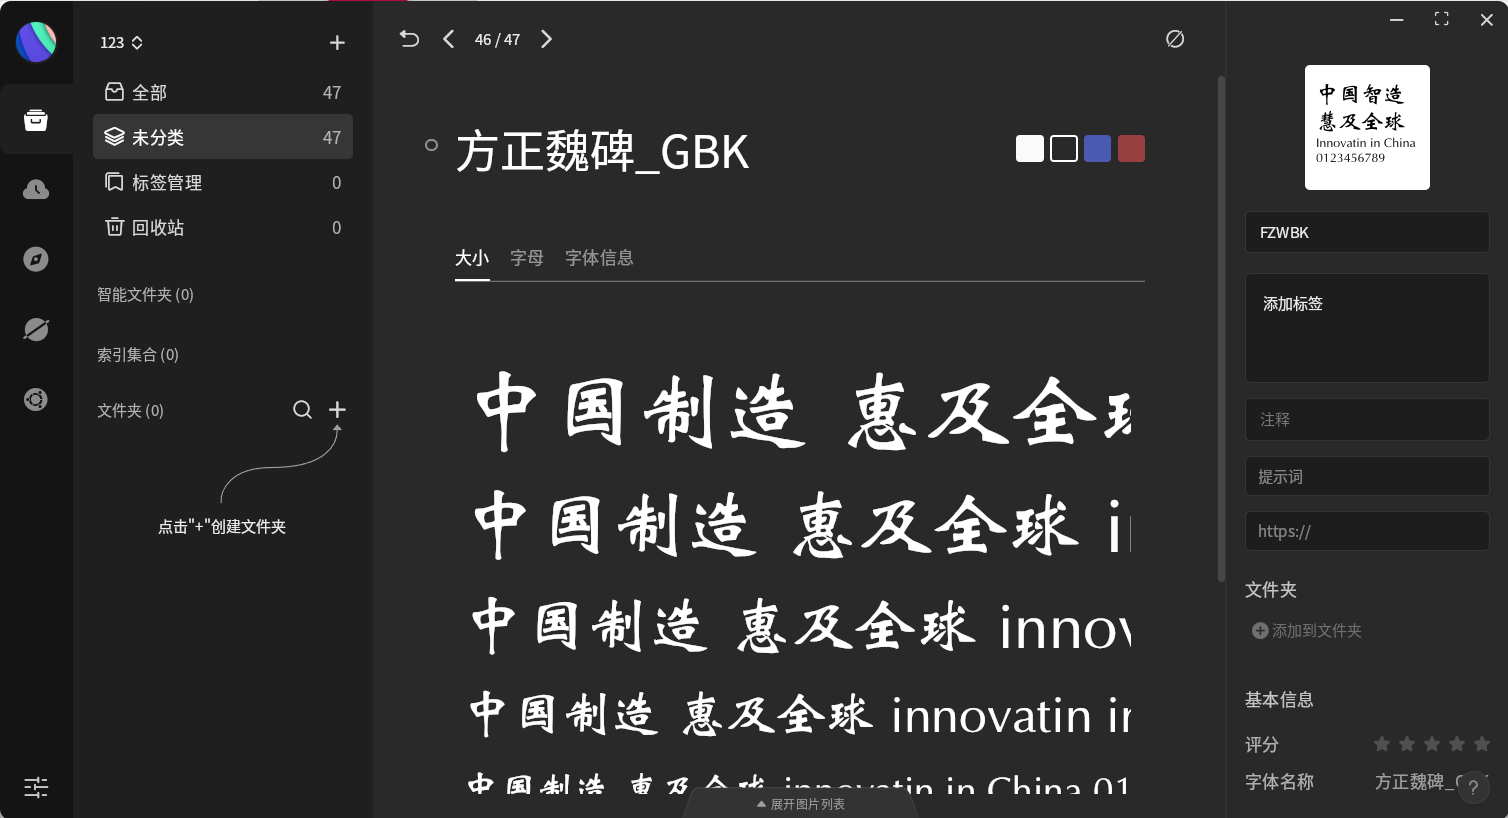 123
全部 47
未分类 47
标签管理 0
回收站 0
智能文件夹 (0)
索引集合 (0)
文件夹 (0)
点击"+"创建文件夹
46 / 47
方正魏碑_GBK
大小 字母 字体信息
中国制造 惠及全球
中国制造 惠及全球 i
中国制造 惠及全球 innov
中国制造 惠及全球 innovatin in
中国制造 惠及全球 innovatin in China 01
展开图片列表
中国智造
慧及全球
Innovatin in China
0123456789
FZWBK
添加标签
注释
提示词
https://
文件夹
添加到文件夹
基本信息
评分
字体名称 方正魏碑_G
?